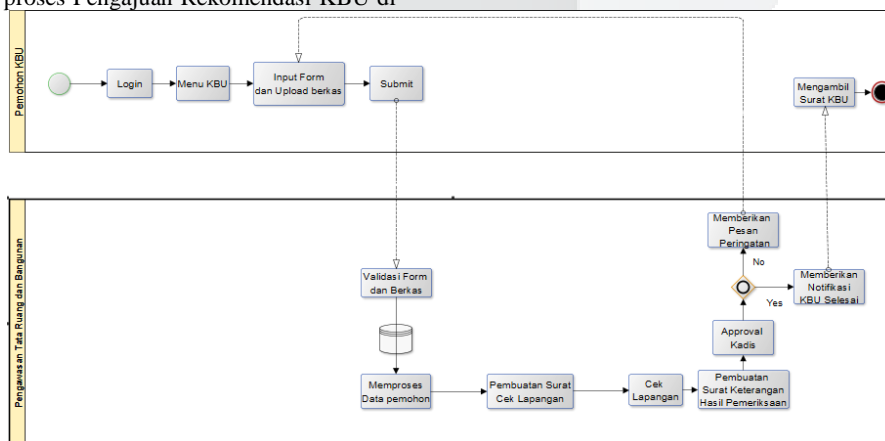 proses Pengajuan Rekomendasi KBU di
Pemohon KBU
Login
Menu KBU
Input Form
dan Upload berkas
Submit
Mengambil
Surat KBU
Pengawasan Tata Ruang dan Bangunan
Memberikan
Pesan
Peringatan
No
Validasi Form
dan Berkas
Yes
Memberikan
Notifikasi
KBU Selesai
Approval
Kadis
Memproses
Data pemohon
Pembuatan Surat
Cek Lapangan
Cek
Lapangan
Pembuatan
Surat Keterangan
Hasil Pemeriksaan